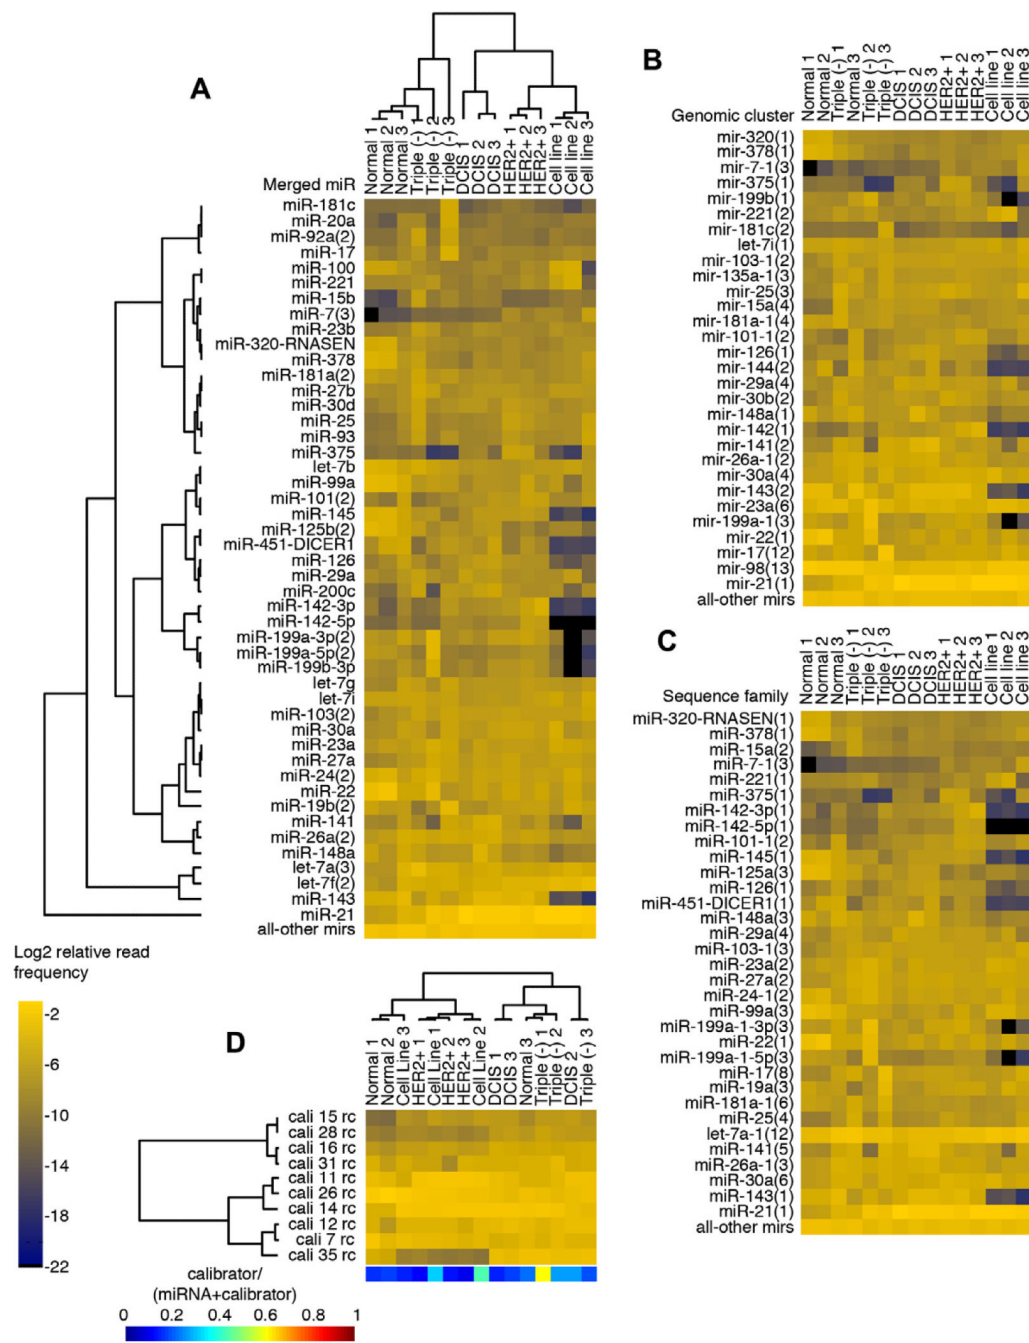 A
Merged miR
Normal 1
Normal 2
Normal 3
Triple (-) 1
Triple (-) 2
Triple (-) 3
DCIS 1
DCIS 2
DCIS 3
HER2+ 1
HER2+ 2
HER2+ 3
Cell line 1
Cell line 2
Cell line 3
miR-181c
miR-20a
miR-92a(2)
miR-17
miR-100
miR-221
miR-15b
miR-7(3)
miR-23b
miR-320-RNASEN
miR-378
miR-181a(2)
miR-27b
miR-30d
miR-25
miR-93
miR-375
let-7b
miR-99a
miR-101(2)
miR-145
miR-125b(2)
miR-451-DICER1
miR-126
miR-29a
miR-200c
miR-142-3p
miR-142-5p
miR-199a-3p(2)
miR-199a-5p(2)
miR-199b-3p
let-7g
let-7i
miR-103(2)
miR-30a
miR-23a
miR-27a
miR-24(2)
miR-22
miR-19b(2)
miR-141
miR-26a(2)
miR-148a
let-7a(3)
let-7f(2)
miR-143
miR-21
all-other mirs
Log2 relative read
frequency
-2
-6
-10
-14
-18
-22
B
Genomic cluster
Normal 1
Normal 2
Triple (-) 1
Normal 3
Triple (-) 2
Triple (-) 3
DCIS 1
DCIS 2
DCIS 3
HER2+ 1
HER2+ 2
HER2+ 3
Cell line 1
Cell line 2
Cell line 3
mir-320(1)
mir-378(1)
mir-7-1(3)
mir-375(1)
mir-199b(1)
mir-221(2)
mir-181c(2)
let-7i(1)
mir-103-1(2)
mir-135a-1(3)
mir-25(3)
mir-15a(4)
mir-181a-1(4)
mir-101-1(2)
mir-126(1)
mir-144(2)
mir-29a(4)
mir-30b(2)
mir-148a(1)
mir-142(1)
mir-141(2)
mir-26a-1(2)
mir-30a(4)
mir-143(2)
mir-23a(6)
mir-199a-1(3)
mir-22(1)
mir-17(12)
mir-98(13)
mir-21(1)
all-other mirs
C
Sequence family
Normal 1
Normal 2
Normal 3
Triple (-) 1
Triple (-) 2
Triple (-) 3
DCIS 1
DCIS 2
DCIS 3
HER2+ 1
HER2+ 2
HER2+ 3
Cell line 1
Cell line 2
Cell line 3
miR-320-RNASEN(1)
miR-378(1)
miR-15a(2)
miR-7-1(3)
miR-221(1)
miR-375(1)
miR-142-3p(1)
miR-142-5p(1)
miR-101-1(2)
miR-145(1)
miR-125a(3)
miR-126(1)
miR-451-DICER1(1)
miR-148a(3)
miR-29a(4)
miR-103-1(3)
miR-23a(2)
miR-27a(2)
miR-24-1(2)
miR-99a(3)
miR-199a-1-3p(3)
miR-22(1)
miR-199a-1-5p(3)
miR-17(8)
miR-19a(3)
miR-181a-1(6)
miR-25(4)
let-7a-1(12)
miR-141(5)
miR-26a-1(3)
miR-30a(6)
miR-143(1)
miR-21(1)
all-other mirs
D
Normal 1
Normal 2
Cell Line 3
HER2+ 1
Cell Line 1
HER2+ 2
HER2+ 3
Cell Line 2
DCIS 1
DCIS 3
Normal 3
Triple (-) 1
Triple (-) 2
DCIS 2
Triple (-) 3
cali 15 rc
cali 28 rc
cali 16 rc
cali 31 rc
cali 11 rc
cali 26 rc
cali 14 rc
cali 12 rc
cali 7 rc
cali 35 rc
calibrator/
(miRNA+calibrator)
0 0.2 0.4 0.6 0.8 1